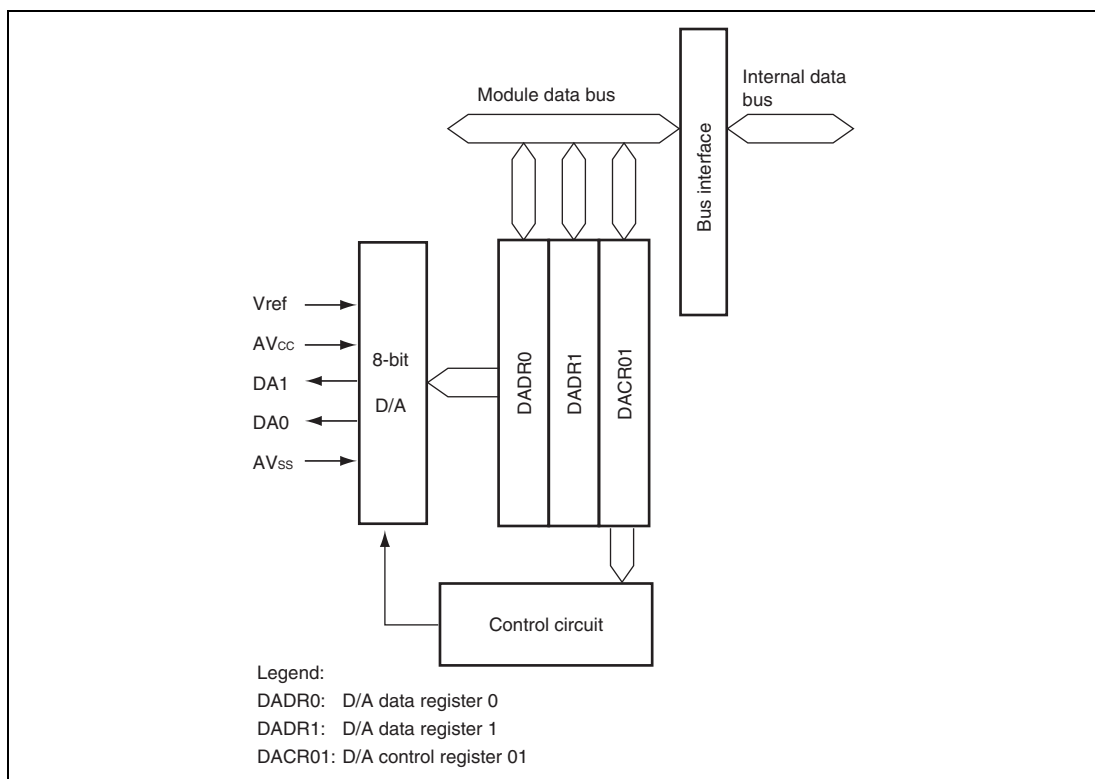 Module data bus
Internal data
bus
Bus interface
Vref
AVCC
DA1
DA0
AVSS
8-bit
D/A
DADR0
DADR1
DACR01
Control circuit
Legend:
DADR0: D/A data register 0
DADR1: D/A data register 1
DACR01: D/A control register 01